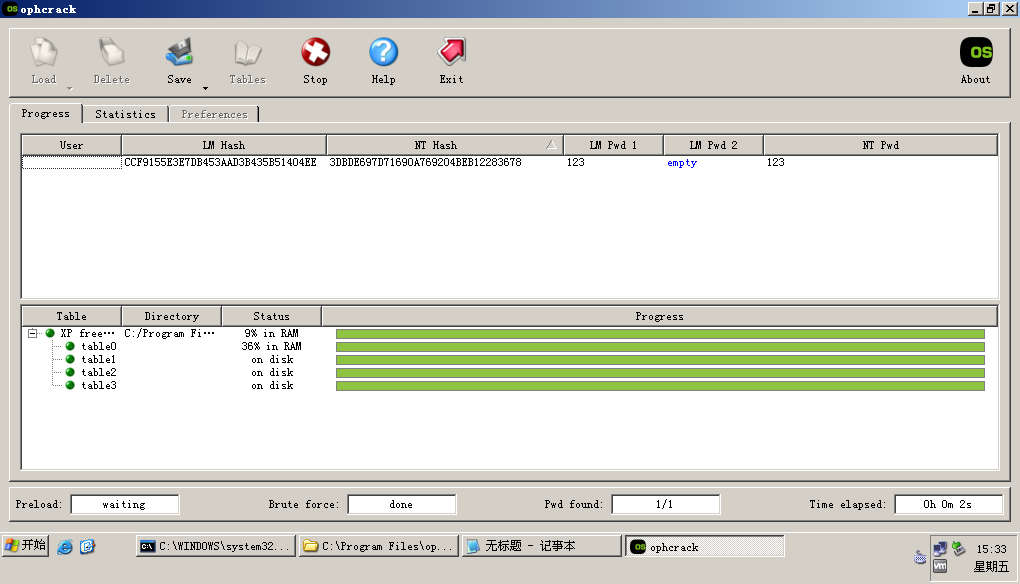 OS ophcrack
Load Delete Save Tables Stop Help Exit OS About
Progress Statistics Preferences
User LM Hash NT Hash LM Pwd 1 LM Pwd 2 NT Pwd
CCF9155E3E7DB453AAD3B435B51404EE 3DBDE697D71690A769204BEB12283678 123 empty 123
Table Directory Status Progress
XP free··· C:/Program Fi··· 9% in RAM
table0 36% in RAM
table1 on disk
table2 on disk
table3 on disk
Preload: waiting Brute force: done Pwd found: 1/1 Time elapsed: 0h 0m 2s
开始 C:\WINDOWS\system32... C:\Program Files\op... 无标题 - 记事本 OS ophcrack 15:33
vm 星期五